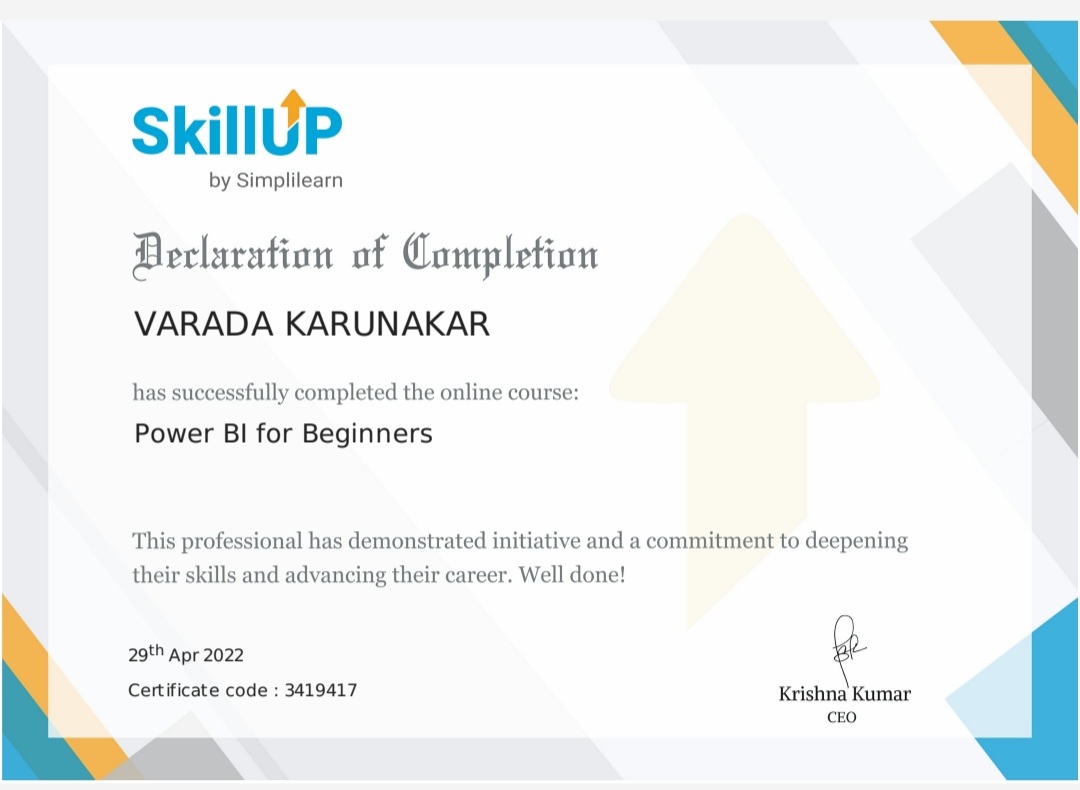 SkillUP
by Simplilearn
Declaration of Completion
VARADA KARUNAKAR
has successfully completed the online course:
Power BI for Beginners
This professional has demonstrated initiative and a commitment to deepening
their skills and advancing their career. Well done!
29th Apr 2022
Certificate code : 3419417
Krishna Kumar
CEO